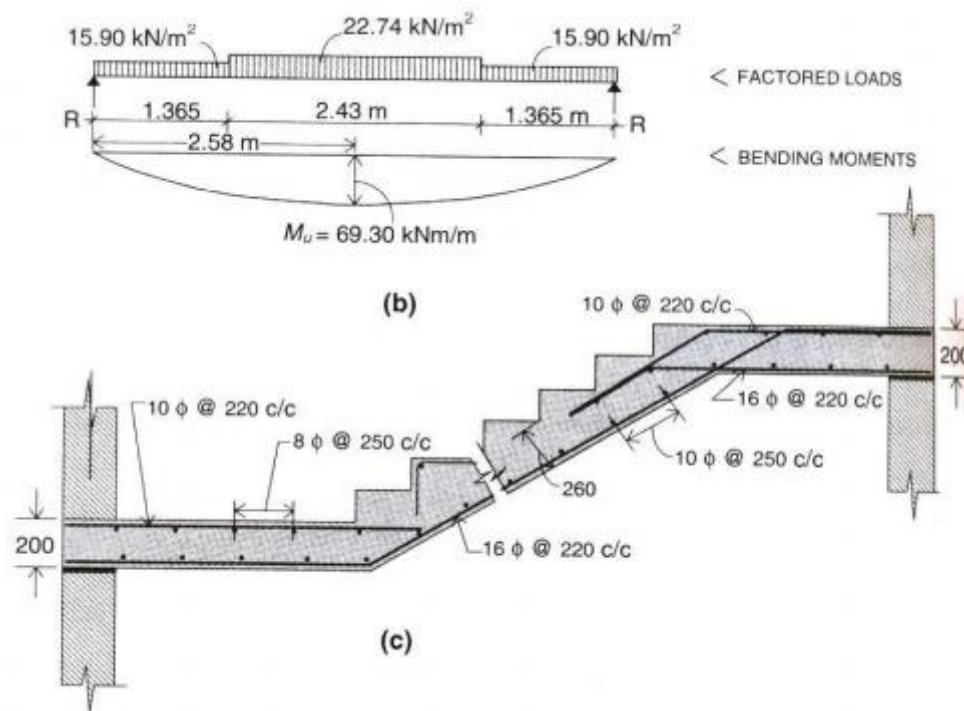 22.74 kN/m²
15.90 kN/m²
15.90 kN/m²
< FACTORED LOADS
R
1.365
2.43 m
1.365 m
R
2.58 m
< BENDING MOMENTS
Mu = 69.30 kNm/m
(b)
10 ϕ @ 220 c/c
200
16 ϕ @ 220 c/c
10 ϕ @ 220 c/c
8 ϕ @ 250 c/c
10 ϕ @ 250 c/c
260
200
16 ϕ @ 220 c/c
(c)